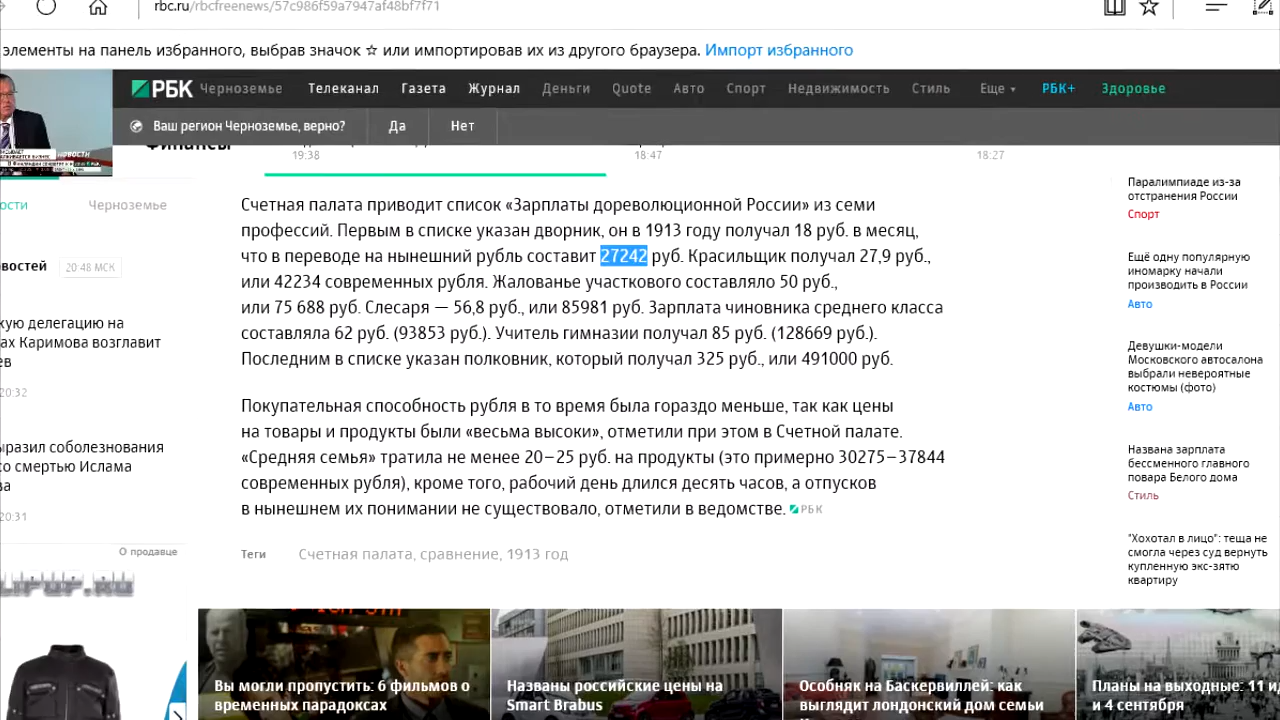 rbc.ru/rbcfreenews/57c986f59a7947af48bf7f71
элементы на панель избранного, выбрав значок ☆ или импортировав их из другого браузера. Импорт избранного
РБК Черноземье Телеканал Газета Журнал Деньги Quote Авто Спорт Недвижимость Стиль Еще РБК+ Здоровье
Ваш регион Черноземье, верно? Да Нет
Финансы
19:38 18:47 18:27
Счетная палата приводит список «Зарплаты дореволюционной России» из семи
профессий. Первым в списке указан дворник, он в 1913 году получал 18 руб. в месяц,
что в переводе на нынешний рубль составит 27242 руб. Красильщик получал 27,9 руб.,
или 42234 современных рубля. Жалованье участкового составляло 50 руб.,
или 75 688 руб. Слесаря — 56,8 руб., или 85981 руб. Зарплата чиновника среднего класса
составляла 62 руб. (93853 руб.). Учитель гимназии получал 85 руб. (128669 руб.).
Последним в списке указан полковник, который получал 325 руб., или 491000 руб.
Покупательная способность рубля в то время была гораздо меньше, так как цены
на товары и продукты были «весьма высоки», отметили при этом в Счетной палате.
«Средняя семья» тратила не менее 20–25 руб. на продукты (это примерно 30275–37844
современных рубля), кроме того, рабочий день длился десять часов, а отпусков
в нынешнем их понимании не существовало, отметили в ведомстве. РБК
Теги Счетная палата, сравнение, 1913 год
ости Черноземье
овостей 20:48 МСК
кую делегацию на
ах Каримова возглавит
ев
20:32
ыразил соболезнования
со смертью Ислама
ва
20:31
О продавце
Паралимпиаде из-за
отстранения России
Спорт
Ещё одну популярную
иномарку начали
производить в России
Авто
Девушки-модели
Московского автосалона
выбрали невероятные
костюмы (фото)
Авто
Названа зарплата
бессменного главного
повара Белого дома
Стиль
"Хохотал в лицо": теща не
смогла через суд вернуть
купленную экс-зятю
квартиру
Вы могли пропустить: 6 фильмов о
временных парадоксах
Названы российские цены на
Smart Brabus
Особняк на Баскервиллей: как
выглядит лондонский дом семьи
Планы на выходные: 11 и
и 4 сентября